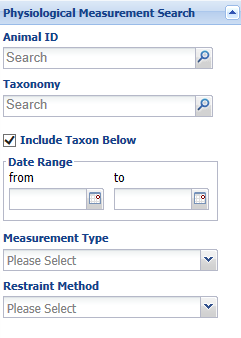 Physiological Measurement Search
Animal ID
Search
Taxonomy
Search
Include Taxon Below
Date Range
from to
Measurement Type
Please Select
Restraint Method
Please Select